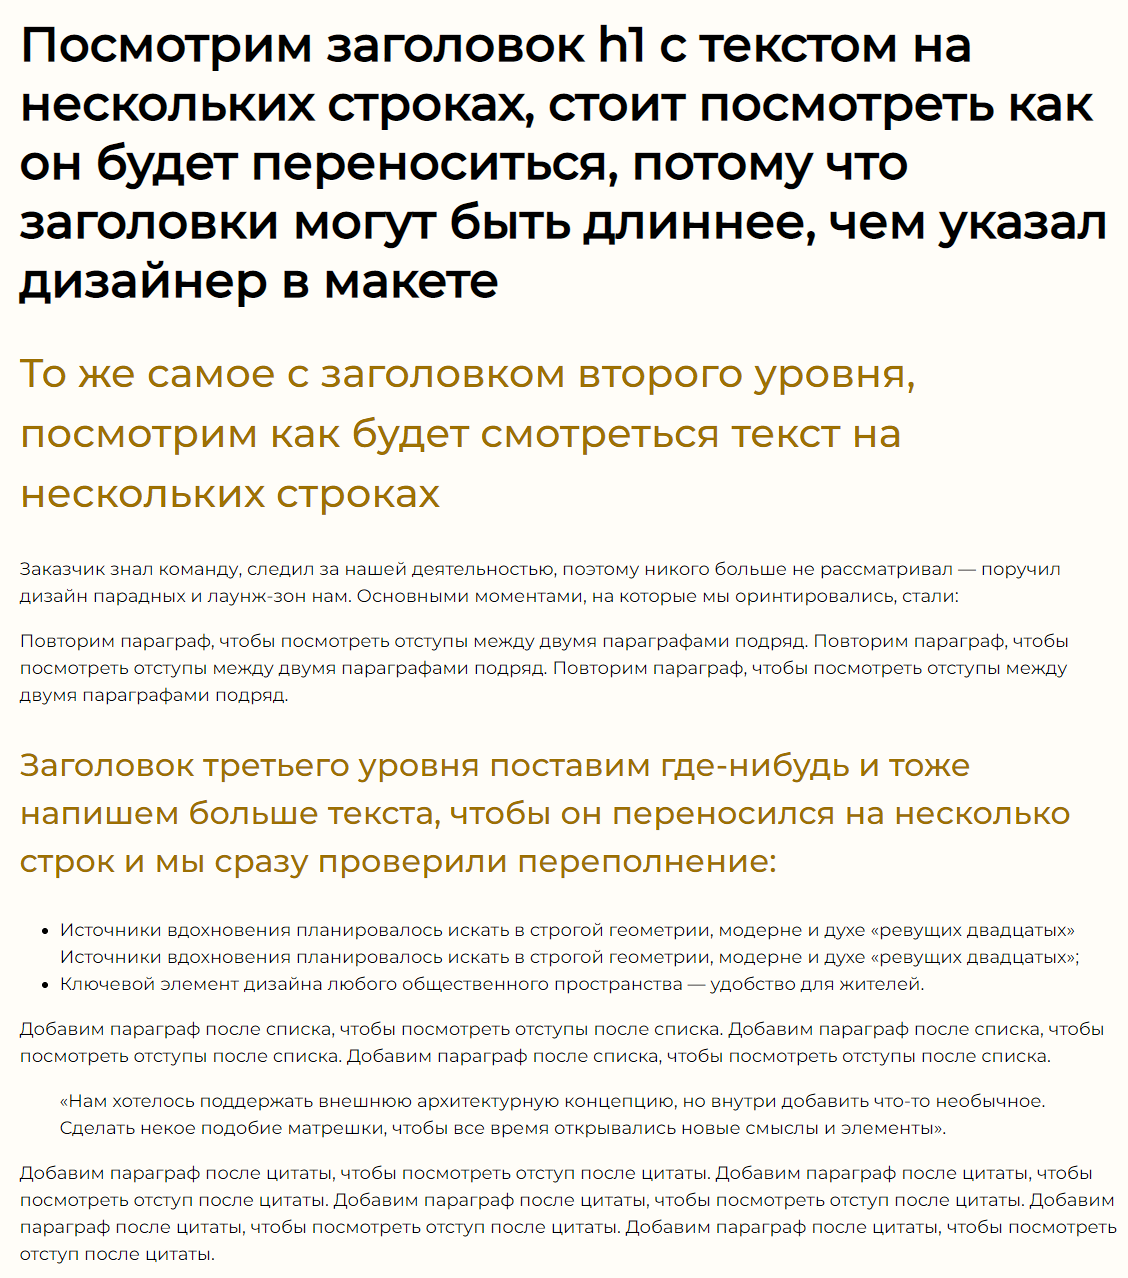 Посмотрим заголовок h1 с текстом на
нескольких строках, стоит посмотреть как
он будет переноситься, потому что
заголовки могут быть длиннее, чем указал
дизайнер в макете
То же самое с заголовком второго уровня,
посмотрим как будет смотреться текст на
нескольких строках
Заказчик знал команду, следил за нашей деятельностью, поэтому никого больше не рассматривал — поручил
дизайн парадных и лаунж-зон нам. Основными моментами, на которые мы оринтировались, стали:
Повторим параграф, чтобы посмотреть отступы между двумя параграфами подряд. Повторим параграф, чтобы
посмотреть отступы между двумя параграфами подряд. Повторим параграф, чтобы посмотреть отступы между
двумя параграфами подряд.
Заголовок третьего уровня поставим где-нибудь и тоже
напишем больше текста, чтобы он переносился на несколько
строк и мы сразу проверили переполнение:
• Источники вдохновения планировалось искать в строгой геометрии, модерне и духе «ревущих двадцатых»
Источники вдохновения планировалось искать в строгой геометрии, модерне и духе «ревущих двадцатых»;
• Ключевой элемент дизайна любого общественного пространства — удобство для жителей.
Добавим параграф после списка, чтобы посмотреть отступы после списка. Добавим параграф после списка, чтобы
посмотреть отступы после списка. Добавим параграф после списка, чтобы посмотреть отступы после списка.
«Нам хотелось поддержать внешнюю архитектурную концепцию, но внутри добавить что-то необычное.
Сделать некое подобие матрешки, чтобы все время открывались новые смыслы и элементы».
Добавим параграф после цитаты, чтобы посмотреть отступ после цитаты. Добавим параграф после цитаты, чтобы
посмотреть отступ после цитаты. Добавим параграф после цитаты, чтобы посмотреть отступ после цитаты. Добавим
параграф после цитаты, чтобы посмотреть отступ после цитаты. Добавим параграф после цитаты, чтобы посмотреть
отступ после цитаты.